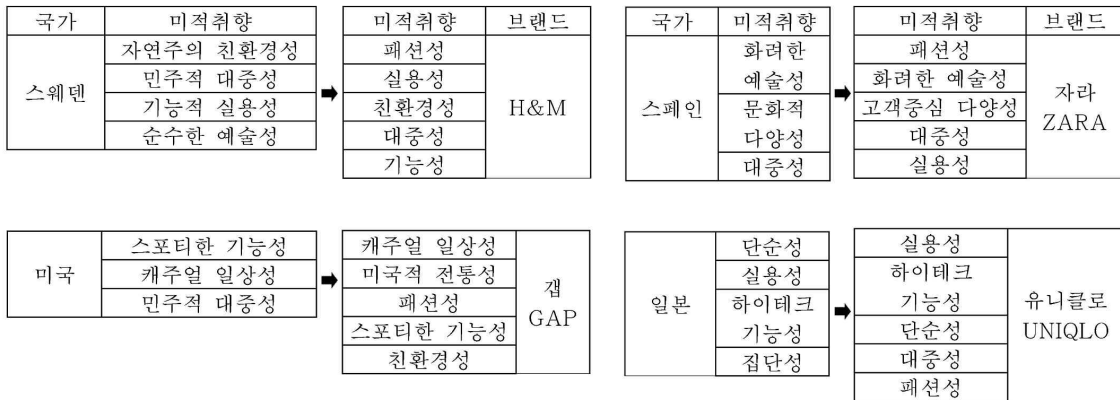 국가 미적취향 미적취향 브랜드
스웨덴 자연주의 친환경성
민주적 대중성
기능적 실용성
순수한 예술성
➡
패션성
실용성
친환경성
대중성
기능성
H&M
국가 미적취향 미적취향 브랜드
스페인
화려한
예술성
문화적
다양성
대중성
➡
패션성
화려한 예술성
고객중심 다양성
대중성
실용성
자라
ZARA
미국
스포티한 기능성
캐주얼 일상성
민주적 대중성
➡
캐주얼 일상성
미국적 전통성
패션성
스포티한 기능성
친환경성
갭
GAP
일본
단순성
실용성
하이테크
기능성
집단성
➡
실용성
하이테크
기능성
단순성
대중성
패션성
유니클로
UNIQLO